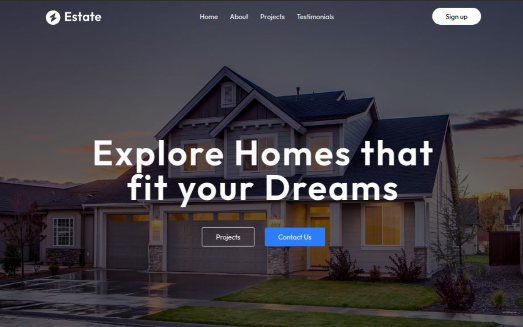 Estate
Home About Projects Testimonials
Sign up
Explore Homes that
fit your Dreams
Projects Contact Us